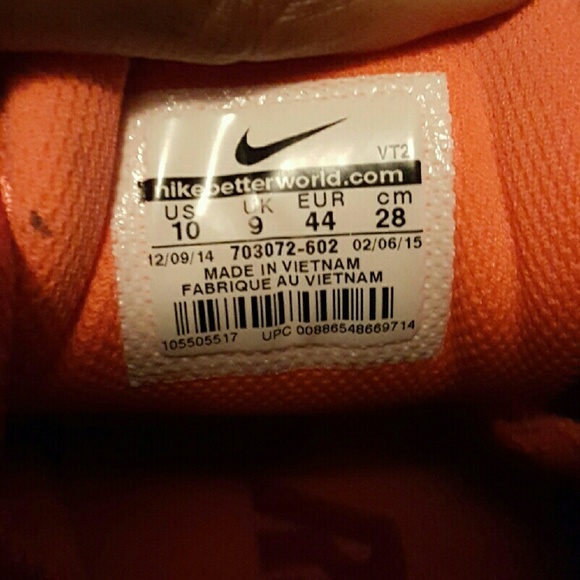 VT2
nikebetterworld.com
US UK EUR cm
10 9 44 28
12/09/14 703072-602 02/06/15
MADE IN VIETNAM
FABRIQUE AU VIETNAM
105505517 UPC 00886548669714